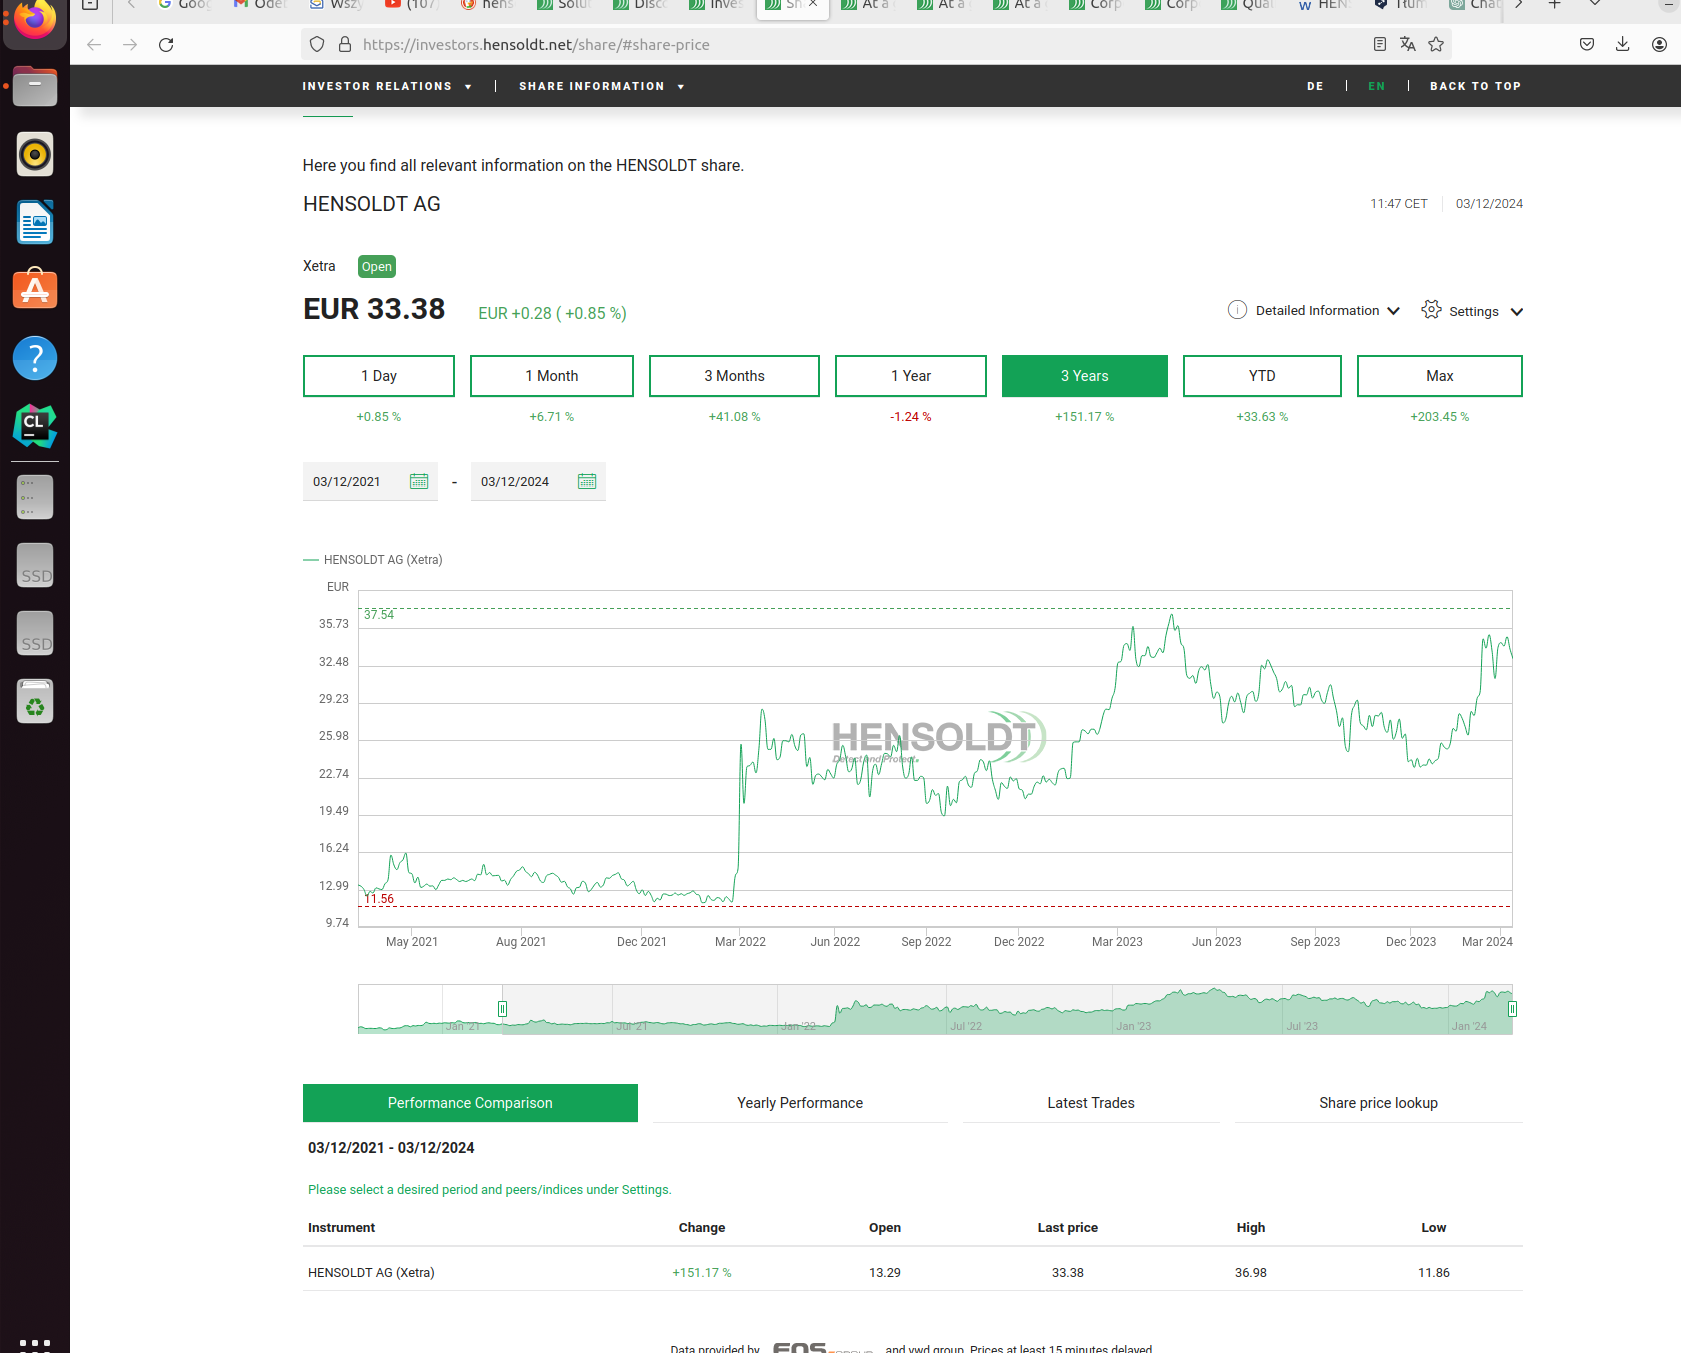 Goog
Odeb
Wszy
(107)
hens
Solut
Disco
Inves
Sh
At a
At a
At a
Corp
Corp
Qual
HENS
Tłum
Chat
https://investors.hensoldt.net/share/#share-price
INVESTOR RELATIONS | SHARE INFORMATION
DE | EN | BACK TO TOP
Here you find all relevant information on the HENSOLDT share.
HENSOLDT AG
11:47 CET 03/12/2024
Xetra Open
EUR 33.38 EUR +0.28 ( +0.85 %)
Detailed Information Settings
1 Day 1 Month 3 Months 1 Year 3 Years YTD Max
+0.85 % +6.71 % +41.08 % -1.24 % +151.17 % +33.63 % +203.45 %
03/12/2021 - 03/12/2024
HENSOLDT AG (Xetra)
EUR
37.54
35.73
32.48
29.23
25.98
22.74
19.49
16.24
12.99
11.56
9.74
HENSOLDT
Detect and Protect.
May 2021 Aug 2021 Dec 2021 Mar 2022 Jun 2022 Sep 2022 Dec 2022 Mar 2023 Jun 2023 Sep 2023 Dec 2023 Mar 2024
Jan '21 Jul '21 Jan '22 Jul '22 Jan '23 Jul '23 Jan '24
Performance Comparison Yearly Performance Latest Trades Share price lookup
03/12/2021 - 03/12/2024
Please select a desired period and peers/indices under Settings.
Instrument Change Open Last price High Low
HENSOLDT AG (Xetra) +151.17 % 13.29 33.38 36.98 11.86
Data provided by EQS GROUP and vwd group. Prices at least 15 minutes delayed
CL
SSD
SSD